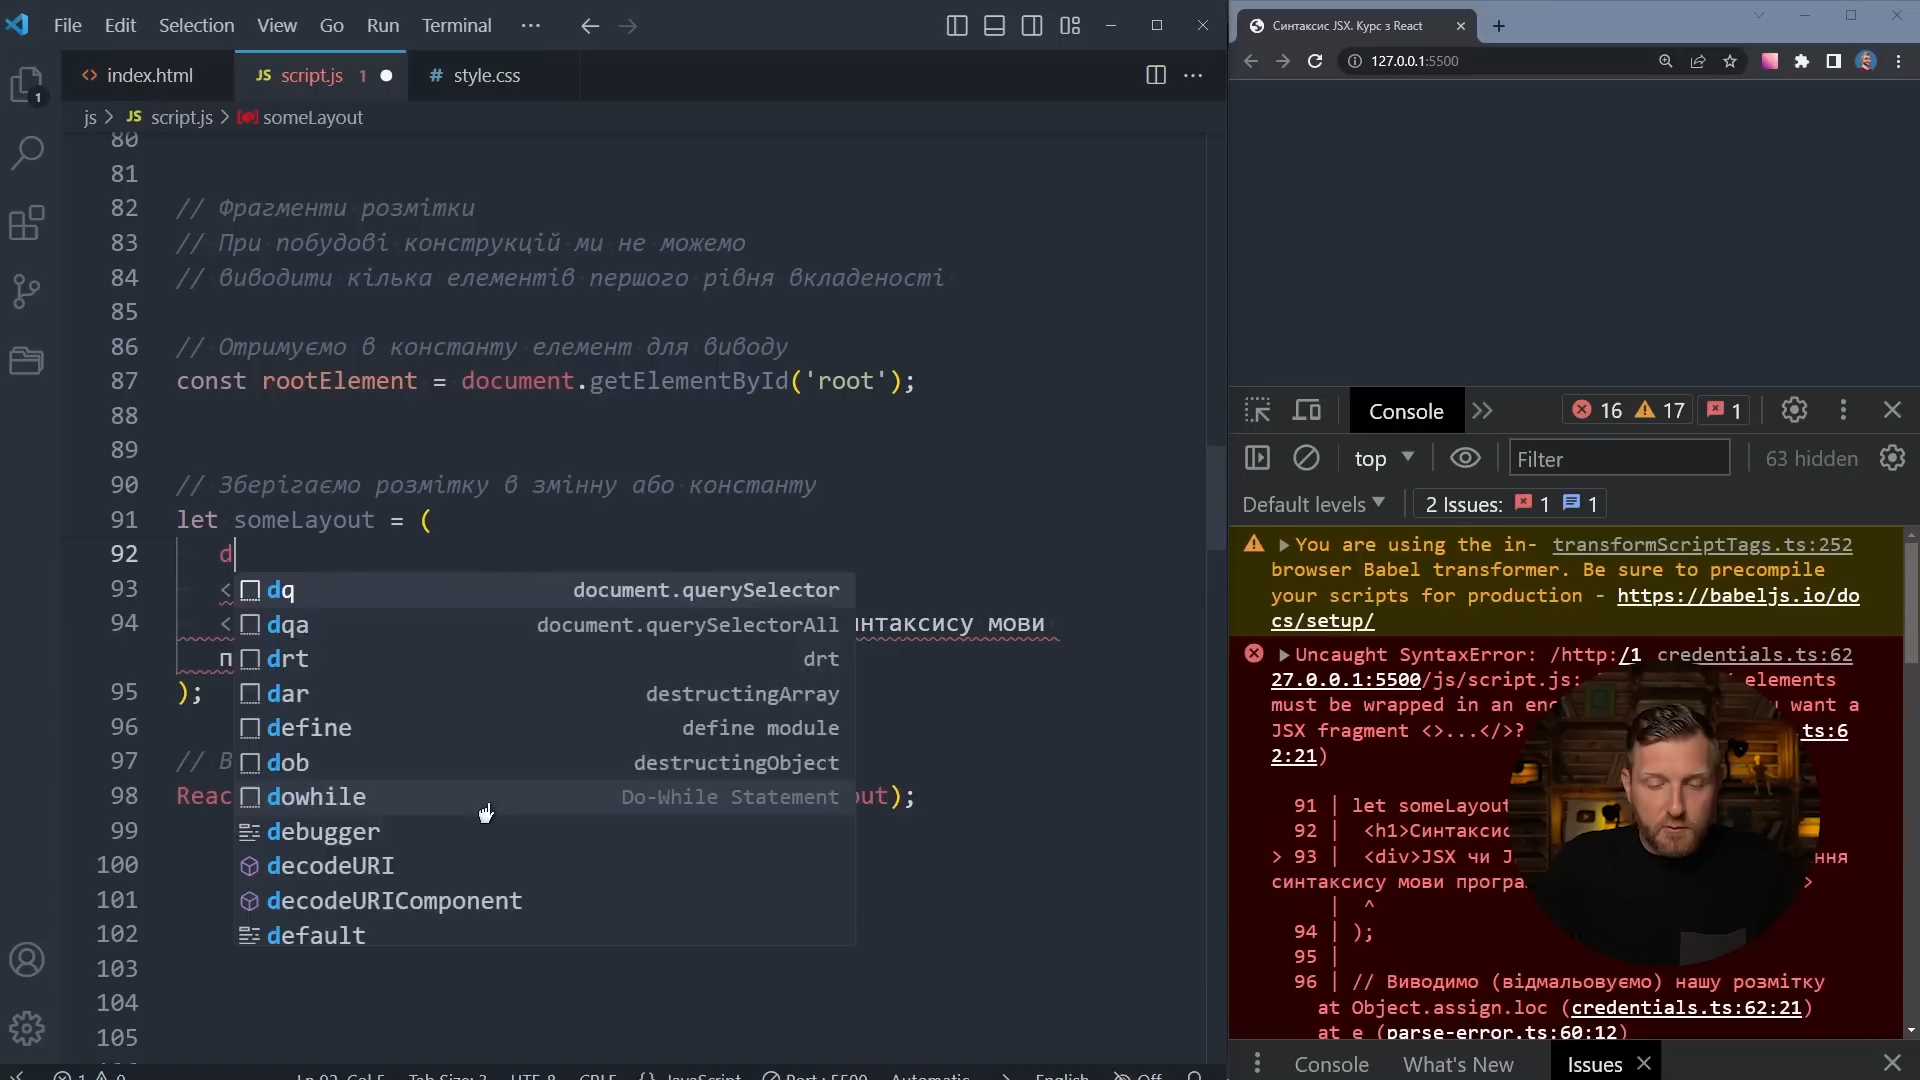 File Edit Selection View Go Run Terminal ···
index.html
JS script.js 1
# style.css
js > JS script.js > someLayout
80
81
82 // Фрагменти розмітки
83 // При побудові конструкцій ми не можемо
84 // виводити кілька елементів першого рівня вкладеності
85
86 // Отримуємо в константу елемент для виводу
87 const rootElement = document.getElementById('root');
88
89
90 // Зберігаємо розмітку в змінну або константу
91 let someLayout = (
92 d
93 <
94 < нтаксису мови
п
95 );
96
97 // В
98 Reac ut);
99
100
101
102
103
104
105
dq document.querySelector
dqa document.querySelectorAll
drt drt
dar destructingArray
define define module
dob destructingObject
dowhile Do-While Statement
debugger
decodeURI
decodeURIComponent
default
Синтаксис JSX. Курс з React
127.0.0.1:5500
Console 16 17 1
top Filter 63 hidden
Default levels 2 Issues: 1 1
You are using the in- transformScriptTags.ts:252
browser Babel transformer. Be sure to precompile
your scripts for production - https://babeljs.io/do
cs/setup/
Uncaught SyntaxError: /http:/1 credentials.ts:62
27.0.0.1:5500/js/script.js: elements
must be wrapped in an want a
JSX fragment <>...</>? ts:6
2:21)
91 | let someLayout
92 | <h1>Синтаксис
> 93 | <div>JSX чи ння
синтаксису мови >
| ^
94 | );
95 |
96 | // Виводимо (відмальовуємо) нашу розмітку
at Object.assign.loc (credentials.ts:62:21)
at e (parse-error.ts:60:12)
Console What's New Issues